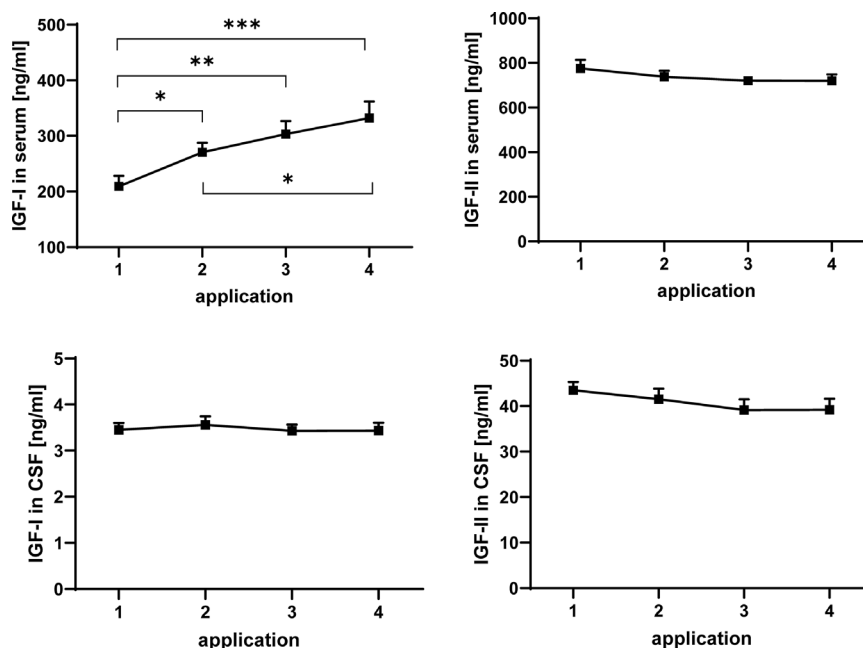 IGF-I in serum [ng/ml]
500
400
300
200
100
***
**
*
*
1 2 3 4
application
IGF-II in serum [ng/ml]
1000
800
600
400
200
0
1 2 3 4
application
IGF-I in CSF [ng/ml]
5
4
3
2
1
0
1 2 3 4
application
IGF-II in CSF [ng/ml]
50
40
30
20
10
0
1 2 3 4
application